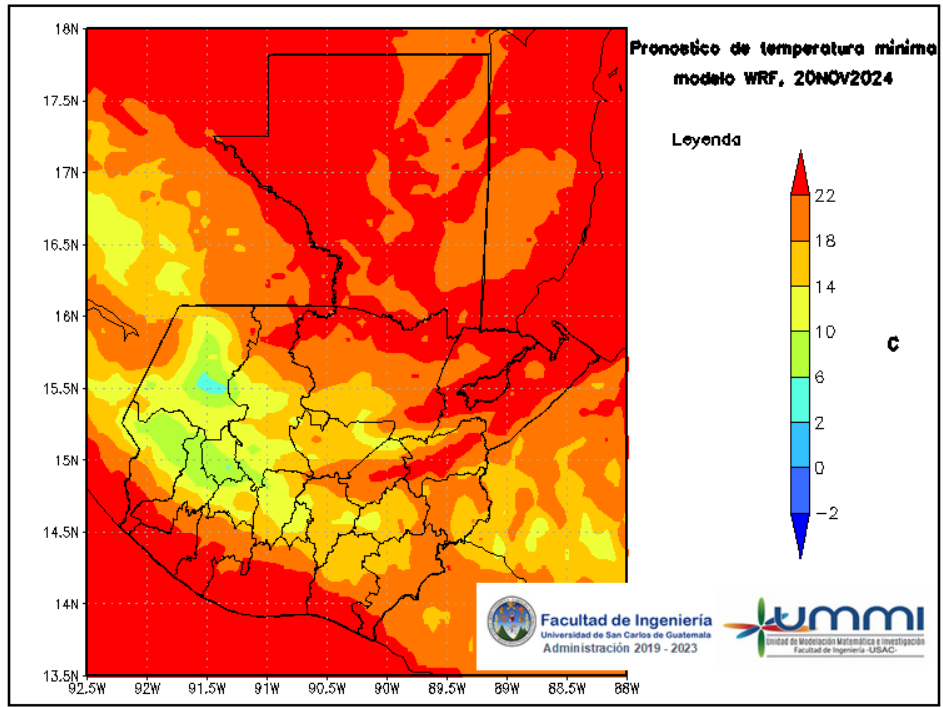 Pronostico de temperatura minima
modelo WRF, 20NOV2024
Leyenda
22
18
14
10
6
2
0
−2
C
18N
17.5N
17N
16.5N
16N
15.5N
15N
14.5N
14N
13.5N
92.5W 92W 91.5W 91W 90.5W 90W 89.5W 89W 88.5W 88W
Facultad de Ingeniería
Universidad de San Carlos de Guatemala
Administración 2019 - 2023
ummi
Unidad de Modelación Matemática e Investigación
Facultad de Ingeniería -USAC-